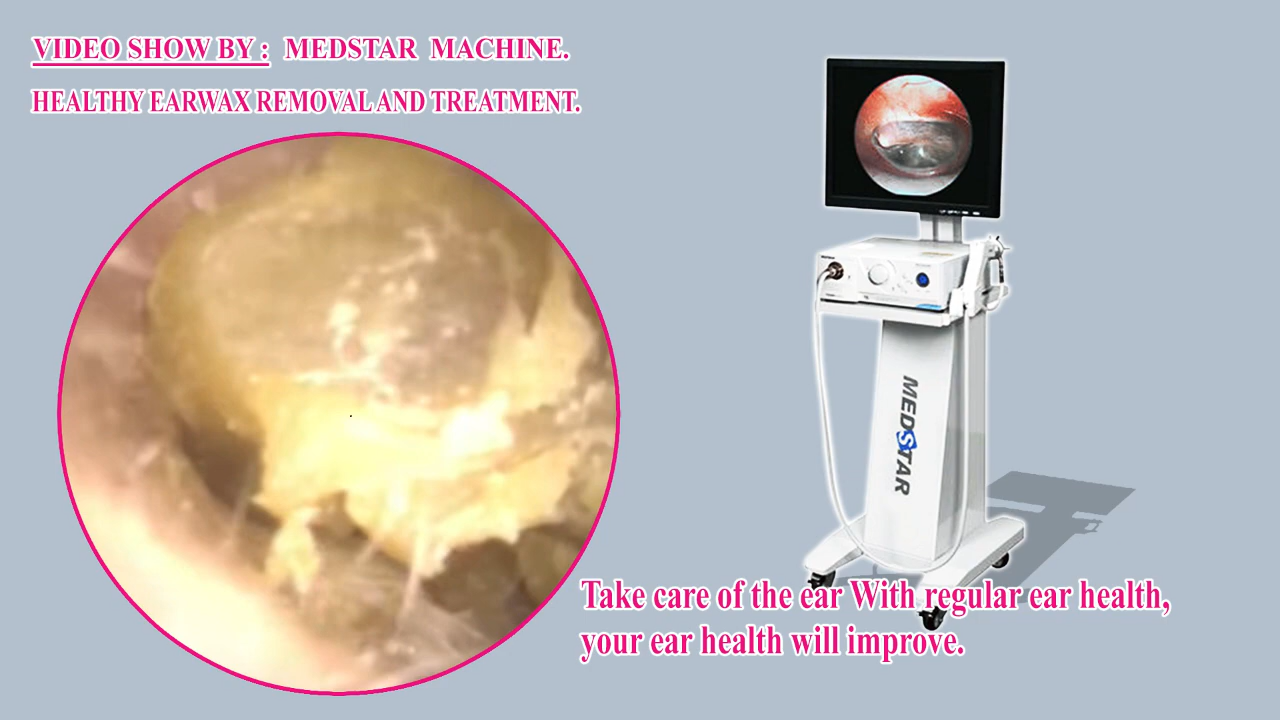 VIDEO SHOW BY : MEDSTAR MACHINE.
HEALTHY EARWAX REMOVAL AND TREATMENT.
MEDSTAR
Take care of the ear With regular ear health,
your ear health will improve.